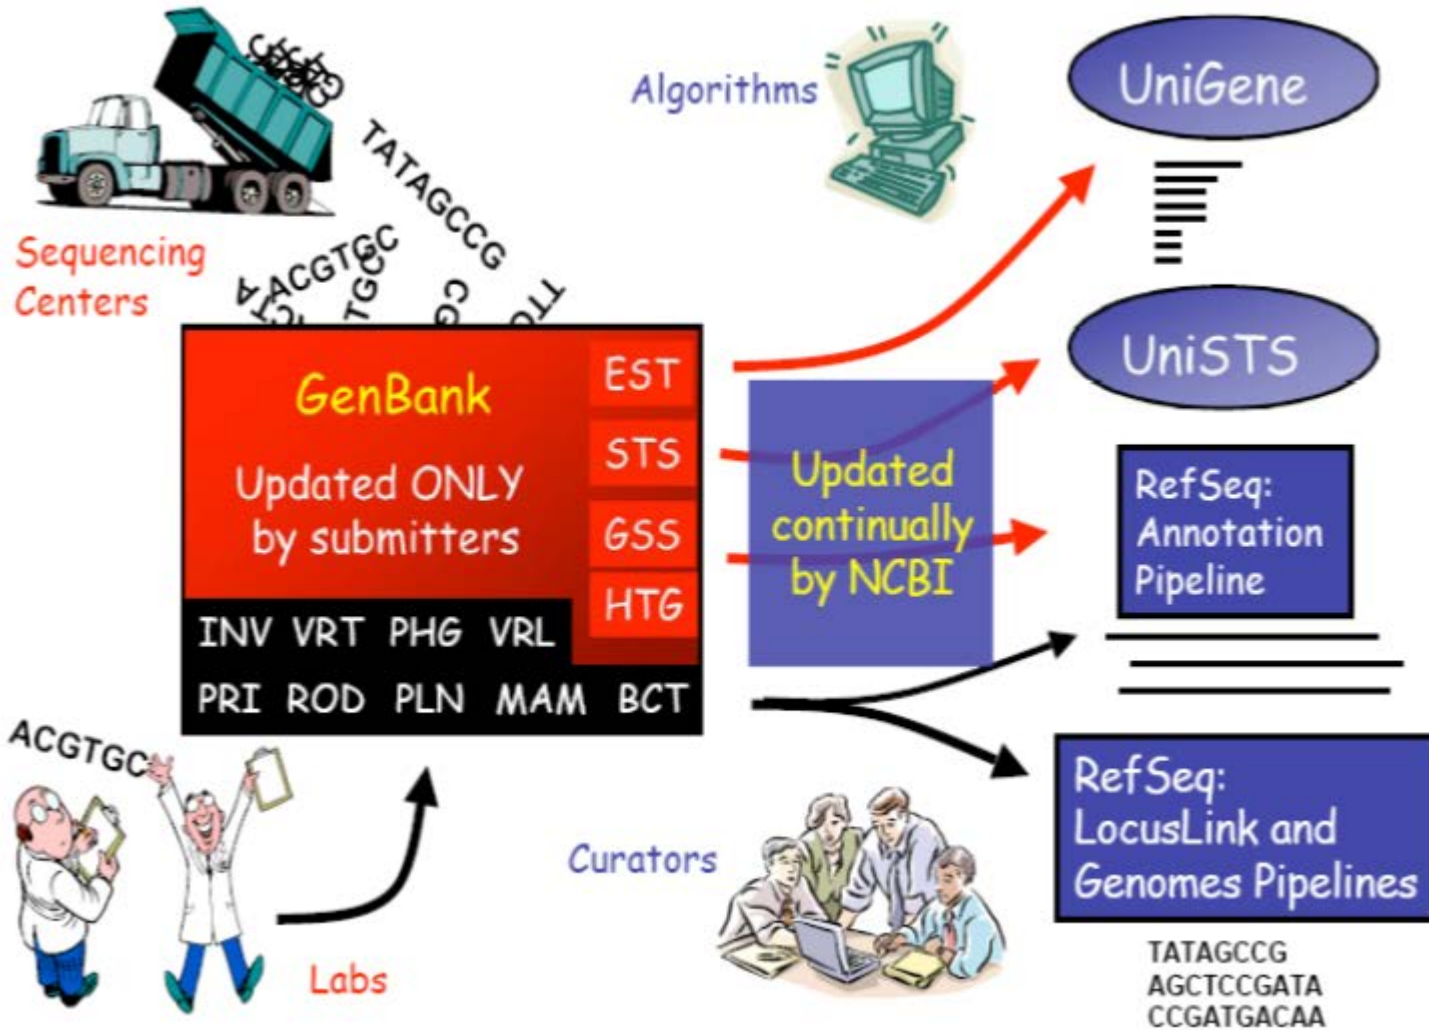 Algorithms
UniGene
TATAGCCG
Sequencing
Centers
ACGTGC
UniSTS
GenBank
Updated ONLY
by submitters
EST
STS
GSS
HTG
Updated
continually
by NCBI
RefSeq:
Annotation
Pipeline
INV VRT PHG VRL
PRI ROD PLN MAM BCT
ACGTGC
RefSeq:
LocusLink and
Genomes Pipelines
Curators
Labs
TATAGCCG
AGCTCCGATA
CCGATGACAA